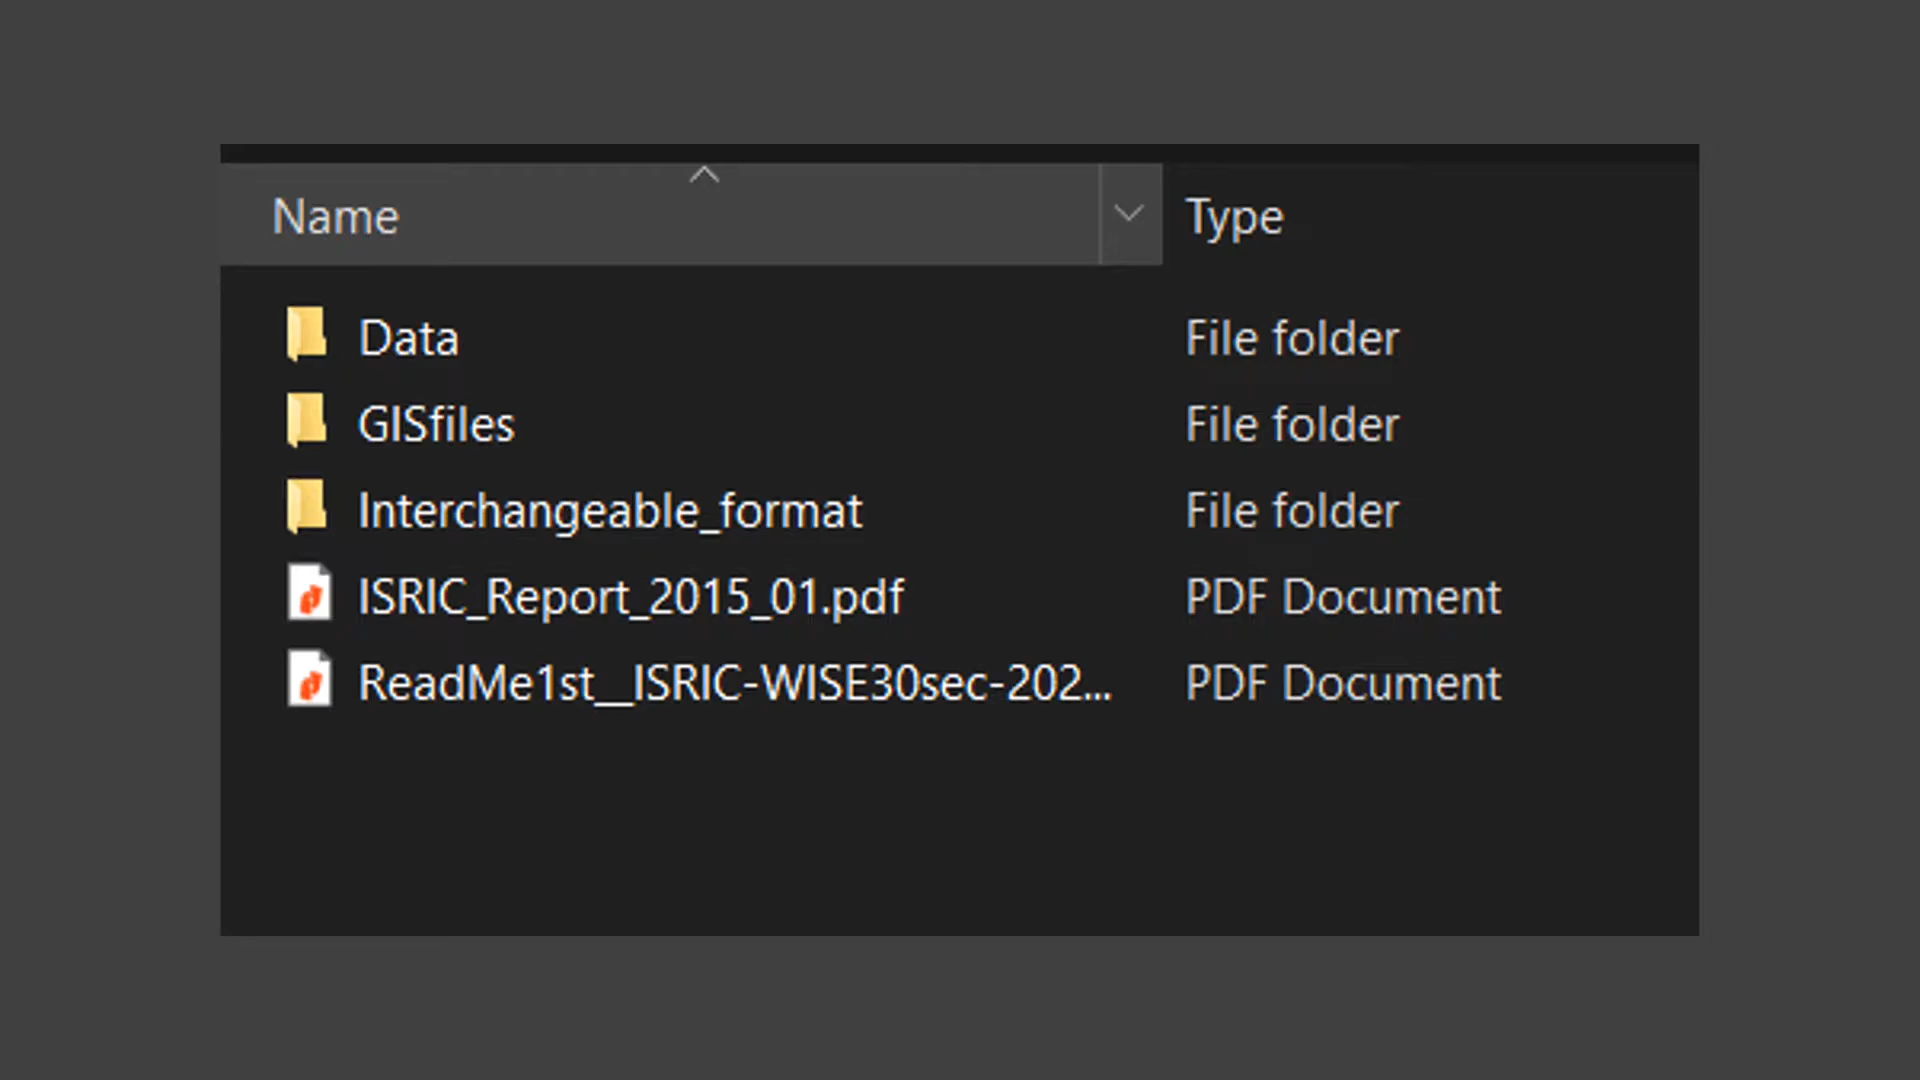 Name Type
Data File folder
GISfiles File folder
Interchangeable_format File folder
ISRIC_Report_2015_01.pdf PDF Document
ReadMe1st__ISRIC-WISE30sec-202... PDF Document